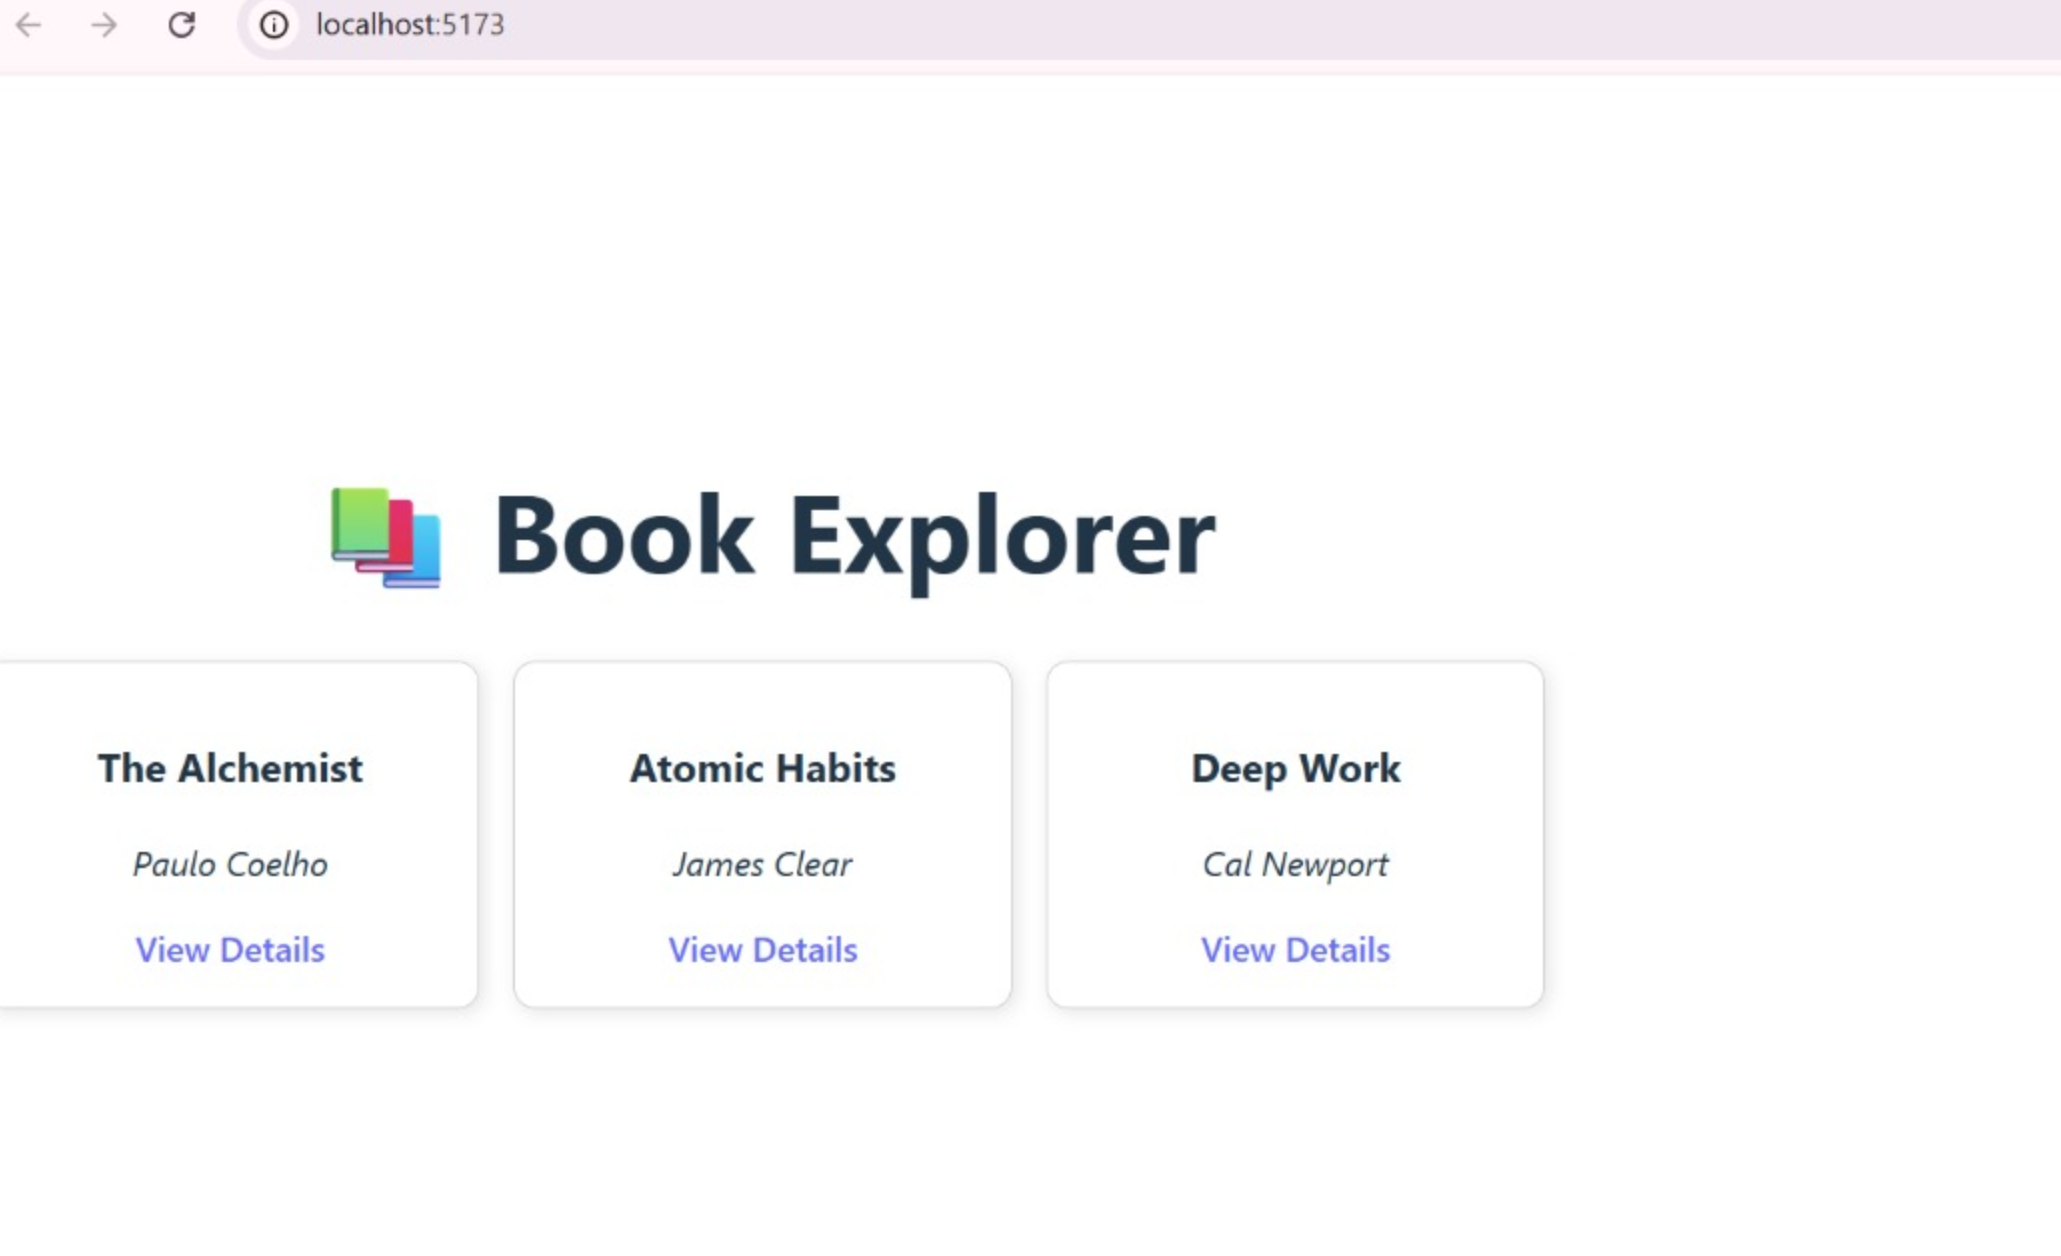 localhost:5173
📚 Book Explorer
The Alchemist
Paulo Coelho
View Details
Atomic Habits
James Clear
View Details
Deep Work
Cal Newport
View Details